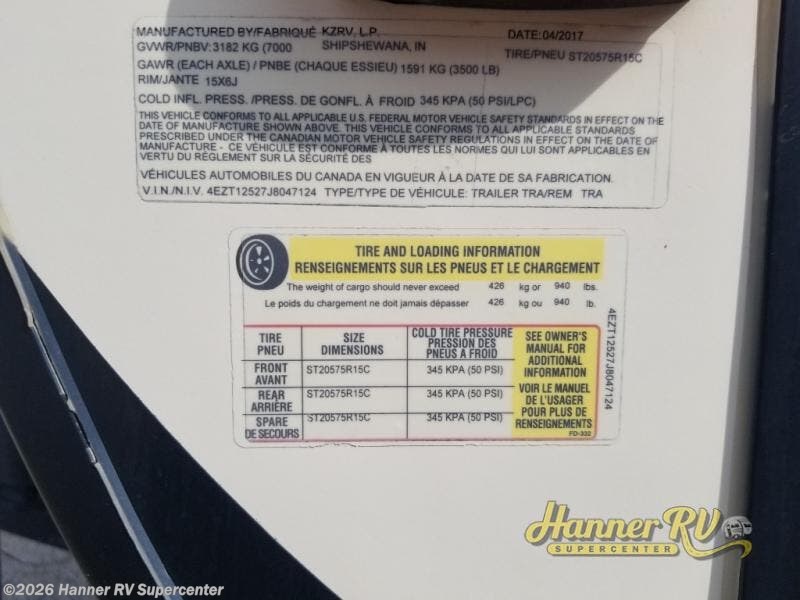 MANUFACTURED BY/FABRIQUÉ KZRV, L.P. DATE: 04/2017
GVWR/PNBV: 3182 KG (7000 SHIPSHEWANA, IN TIRE/PNEU ST20575R15C
GAWR (EACH AXLE) / PNBE (CHAQUE ESSIEU) 1591 KG (3500 LB)
RIM/JANTE 15X6J
COLD INFL. PRESS. /PRESS. DE GONFL. À FROID 345 KPA (50 PSI/LPC)
THIS VEHICLE CONFORMS TO ALL APPLICABLE U.S. FEDERAL MOTOR VEHICLE SAFETY STANDARDS IN EFFECT ON THE
DATE OF MANUFACTURE SHOWN ABOVE. THIS VEHICLE CONFORMS TO ALL APPLICABLE STANDARDS
PRESCRIBED UNDER THE CANADIAN MOTOR VEHICLE SAFETY REGULATIONS IN EFFECT ON THE DATE OF
MANUFACTURE - CE VÉHICULE EST CONFORME À TOUTES LES NORMES QUI LUI SONT APPLICABLES EN
VERTU DU RÈGLEMENT SUR LA SÉCURITÉ DES
VÉHICULES AUTOMOBILES DU CANADA EN VIGUEUR À LA DATE DE SA FABRICATION.
V.I.N./N.I.V. 4EZT12527J8047124 TYPE/TYPE DE VÉHICULE: TRAILER TRA/REM TRA
TIRE AND LOADING INFORMATION
RENSEIGNEMENTS SUR LES PNEUS ET LE CHARGEMENT
The weight of cargo should never exceed 426 kg or 940 lbs.
Le poids du chargement ne doit jamais dépasser 426 kg ou 940 lb.
TIRE
PNEU
SIZE
DIMENSIONS
COLD TIRE PRESSURE
PRESSION DES
PNEUS A FROID
FRONT
AVANT
ST20575R15C
345 KPA (50 PSI)
REAR
ARRIÈRE
ST20575R15C
345 KPA (50 PSI)
SPARE
DE SECOURS
ST20575R15C
345 KPA (50 PSI)
SEE OWNER'S
MANUAL FOR
ADDITIONAL
INFORMATION
VOIR LE MANUEL
DE L'USAGER
POUR PLUS DE
RENSEIGNEMENTS
FD-332
4EZT12527J8047124
Hanner RV
SUPERCENTER
©2026 Hanner RV Supercenter